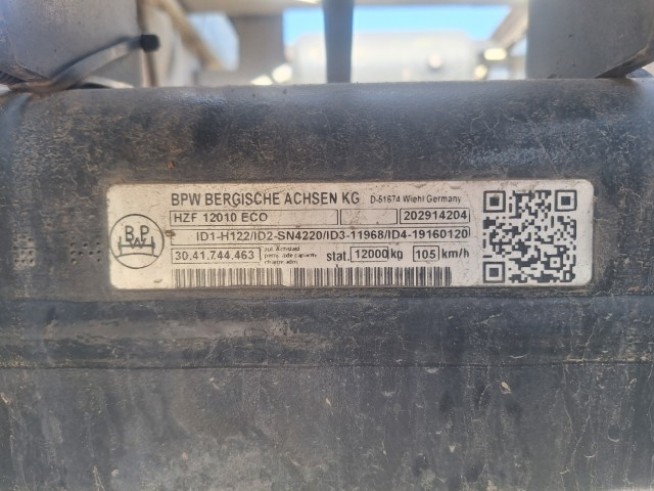 BPW BERGISCHE ACHSEN KG D-51674 Wiehl Germany
HZF 12010 ECO 202914204
ID1-H122/ID2-SN4220/ID3-11968/ID4-19160120
30.41.744.463 stat. 12000 kg 105 km/h
B P
W